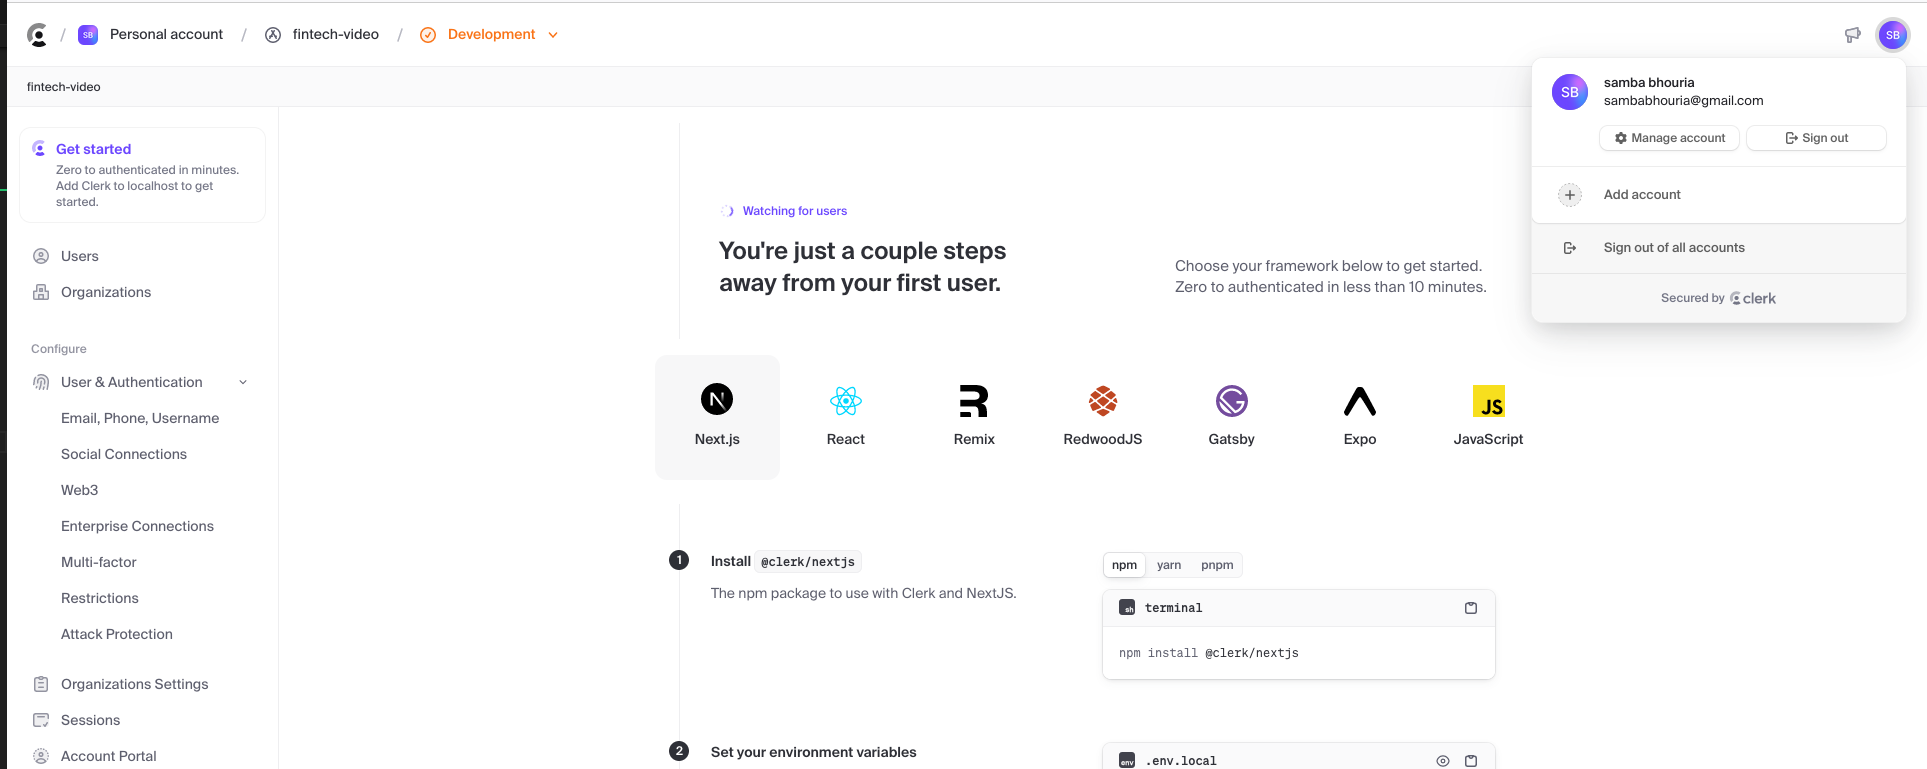 / SB Personal account / fintech-video / Development
SB
fintech-video
SB samba bhouria
sambabhouria@gmail.com
Manage account Sign out
Add account
Sign out of all accounts
Secured by clerk
Get started
Zero to authenticated in minutes.
Add Clerk to localhost to get
started.
Users
Organizations
Configure
User & Authentication
Email, Phone, Username
Social Connections
Web3
Enterprise Connections
Multi-factor
Restrictions
Attack Protection
Organizations Settings
Sessions
Account Portal
Watching for users
You're just a couple steps
away from your first user.
Choose your framework below to get started.
Zero to authenticated in less than 10 minutes.
N JS
Next.js React Remix RedwoodJS Gatsby Expo JavaScript
1 Install @clerk/nextjs
The npm package to use with Clerk and NextJS.
npm yarn pnpm
sh terminal
npm install @clerk/nextjs
2 Set your environment variables
env .env.local